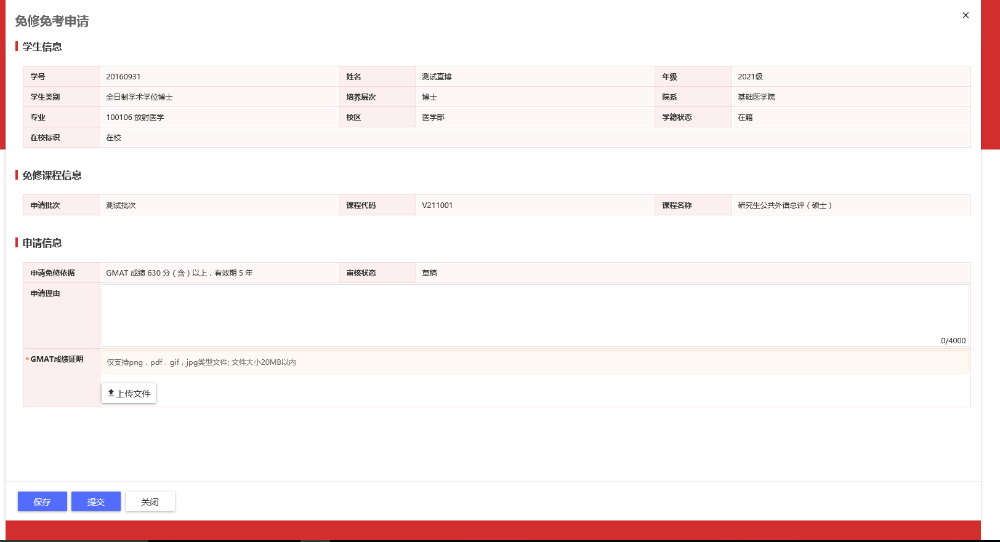 免修免考申请
×
学生信息
学号 20160931 姓名 测试直博 年级 2021级
学生类别 全日制学术学位博士 培养层次 博士 院系 基础医学院
专业 100106 放射医学 校区 医学部 学籍状态 在籍
在校标识 在校
免修课程信息
申请批次 测试批次 课程代码 V211001 课程名称 研究生公共外语总评（硕士）
申请信息
申请免修依据 GMAT 成绩 630 分（含）以上，有效期 5 年 审核状态 草稿
申请理由
0/4000
*GMAT成绩证明 仅支持png，pdf，gif，jpg类型文件; 文件大小20MB以内
上传文件
保存 提交 关闭